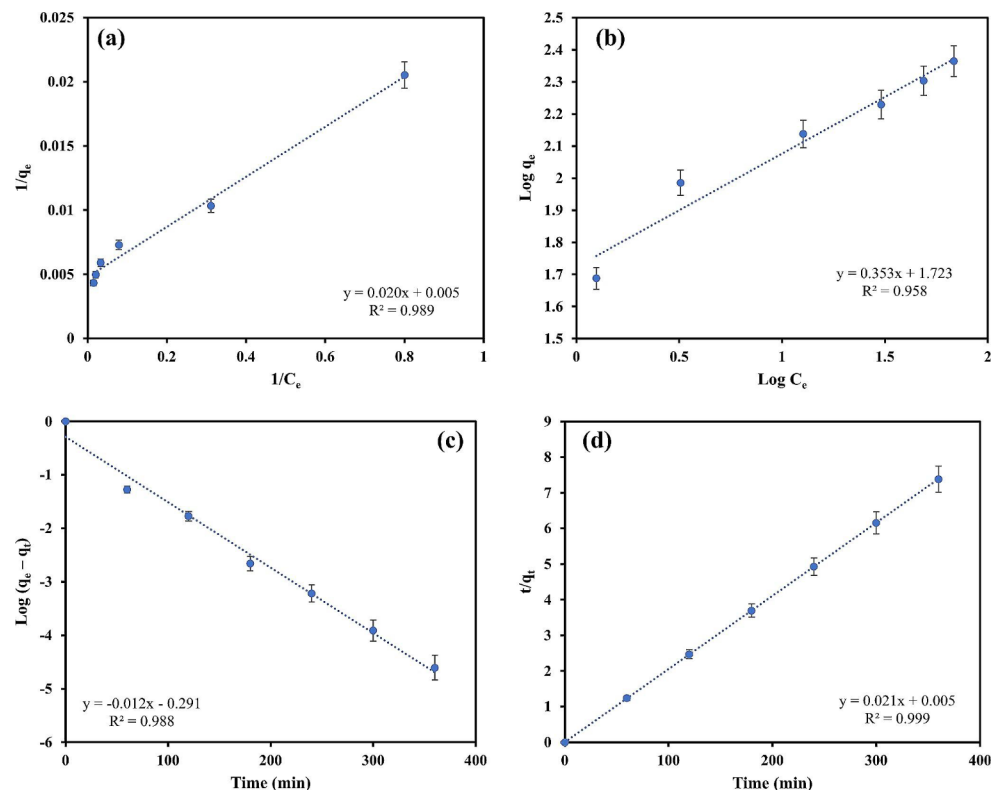 (a)
0.025
0.02
0.015
0.01
0.005
0
1/qₑ
0
0.2
0.4
0.6
0.8
1
1/Cₑ
y = 0.020x + 0.005
R² = 0.989
(b)
2.5
2.4
2.3
2.2
2.1
2
1.9
1.8
1.7
1.6
1.5
Log qₑ
0
0.5
1
1.5
2
Log Cₑ
y = 0.353x + 1.723
R² = 0.958
(c)
0
-1
-2
-3
-4
-5
-6
Log (qₑ – qₜ)
0
100
200
300
400
Time (min)
y = -0.012x - 0.291
R² = 0.988
(d)
9
8
7
6
5
4
3
2
1
0
t/qₜ
0
100
200
300
400
Time (min)
y = 0.021x + 0.005
R² = 0.999